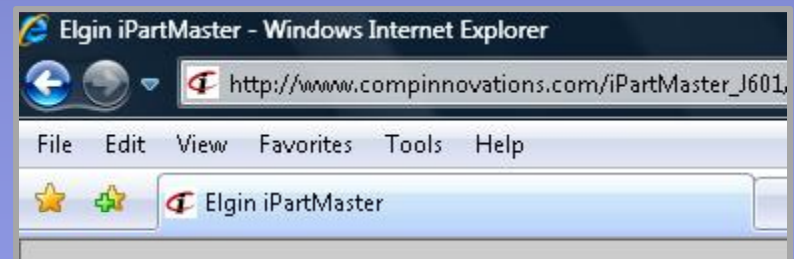 Elgin iPartMaster - Windows Internet Explorer
http://www.compinnovations.com/iPartMaster_J601/
File Edit View Favorites Tools Help
Elgin iPartMaster